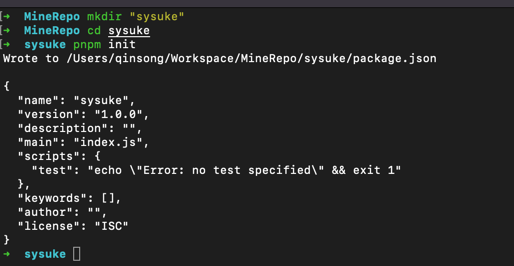 ➜  MineRepo mkdir "sysuke"
➜  MineRepo cd sysuke
➜  sysuke pnpm init
Wrote to /Users/qinsong/Workspace/MineRepo/sysuke/package.json

{
  "name": "sysuke",
  "version": "1.0.0",
  "description": "",
  "main": "index.js",
  "scripts": {
    "test": "echo \"Error: no test specified\" && exit 1"
  },
  "keywords": [],
  "author": "",
  "license": "ISC"
}
➜  sysuke